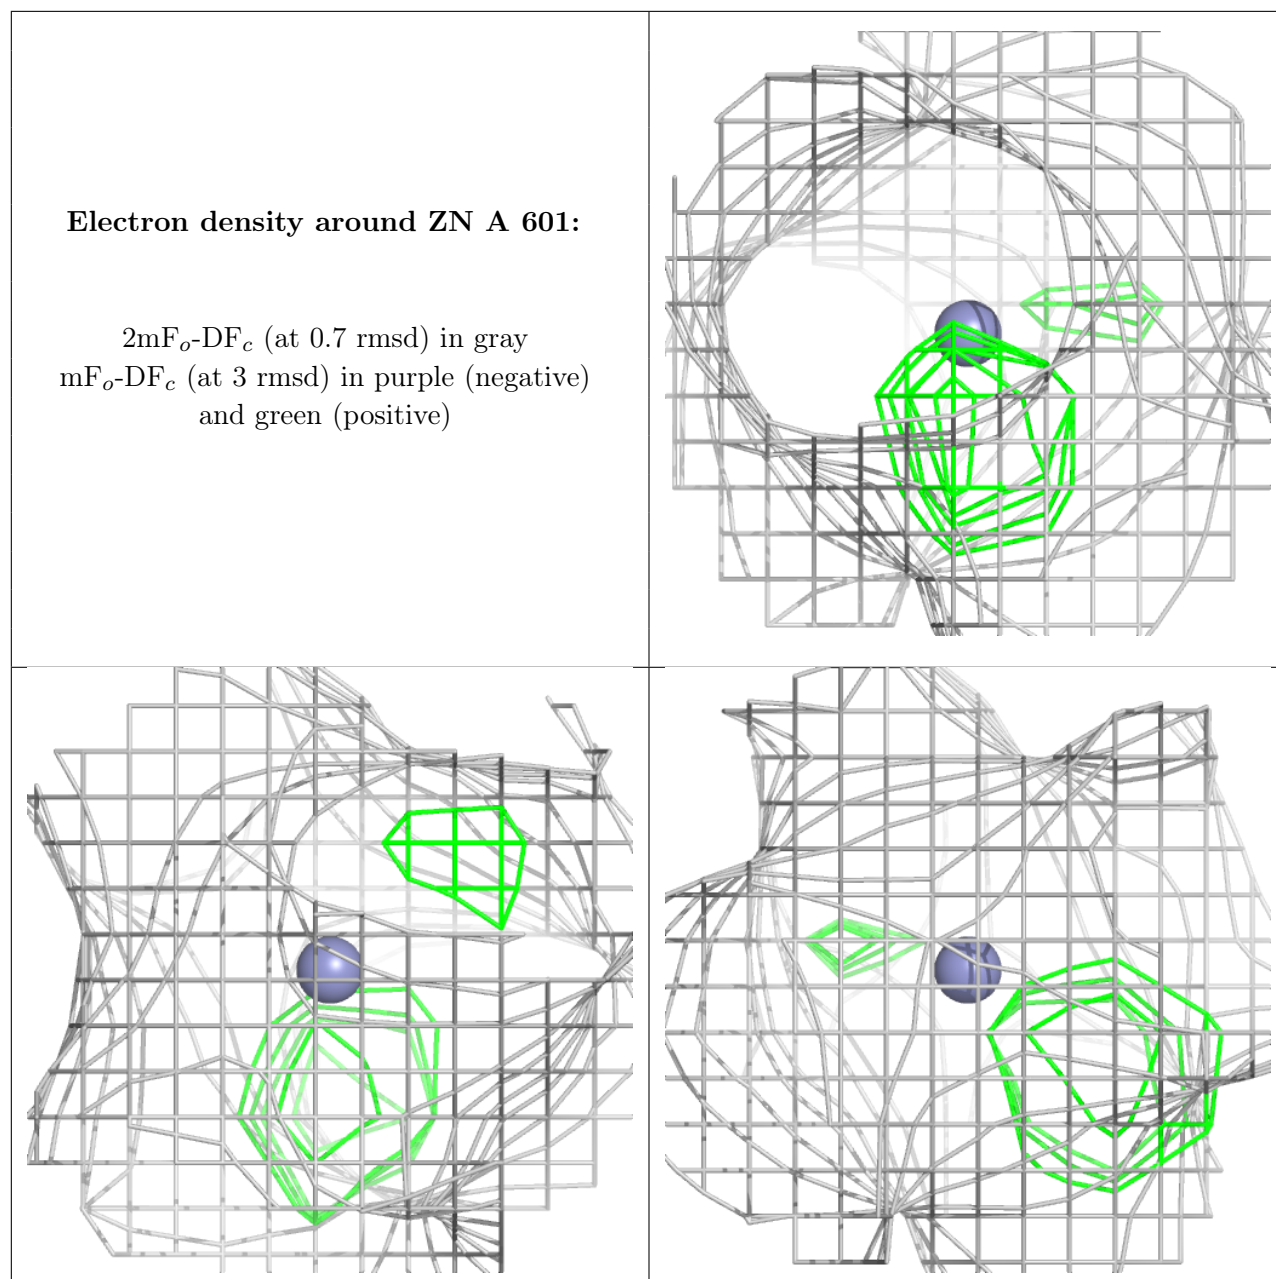 Electron density around ZN A 601:
2mFo-DFc (at 0.7 rmsd) in gray
mFo-DFc (at 3 rmsd) in purple (negative)
and green (positive)